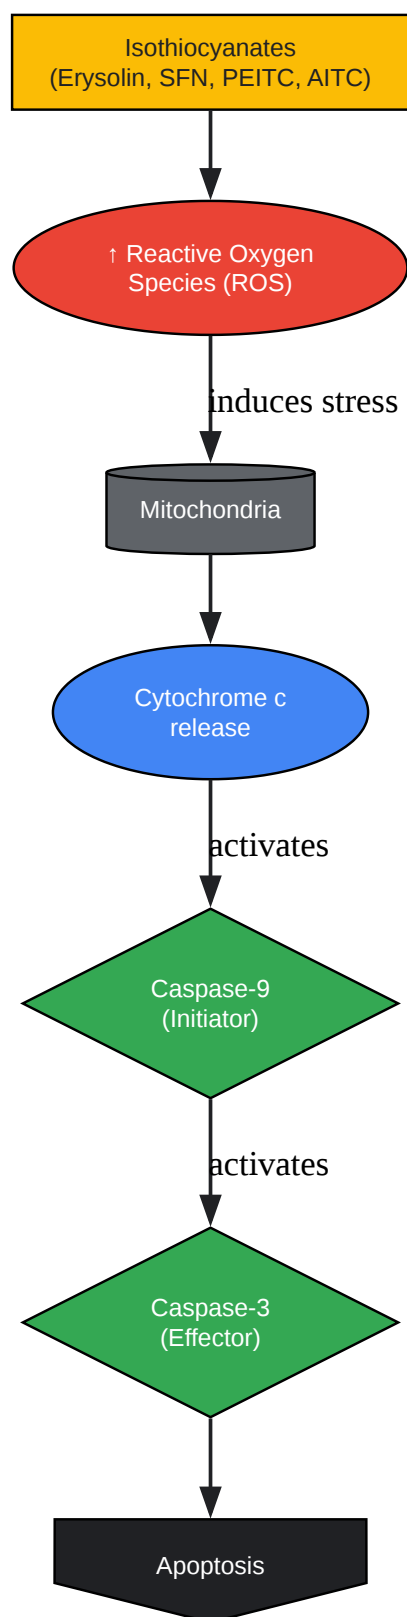 Isothiocyanates
(Erysolin, SFN, PEITC, AITC)
↑ Reactive Oxygen
Species (ROS)
induces stress
Mitochondria
Cytochrome c
release
activates
Caspase-9
(Initiator)
activates
Caspase-3
(Effector)
Apoptosis